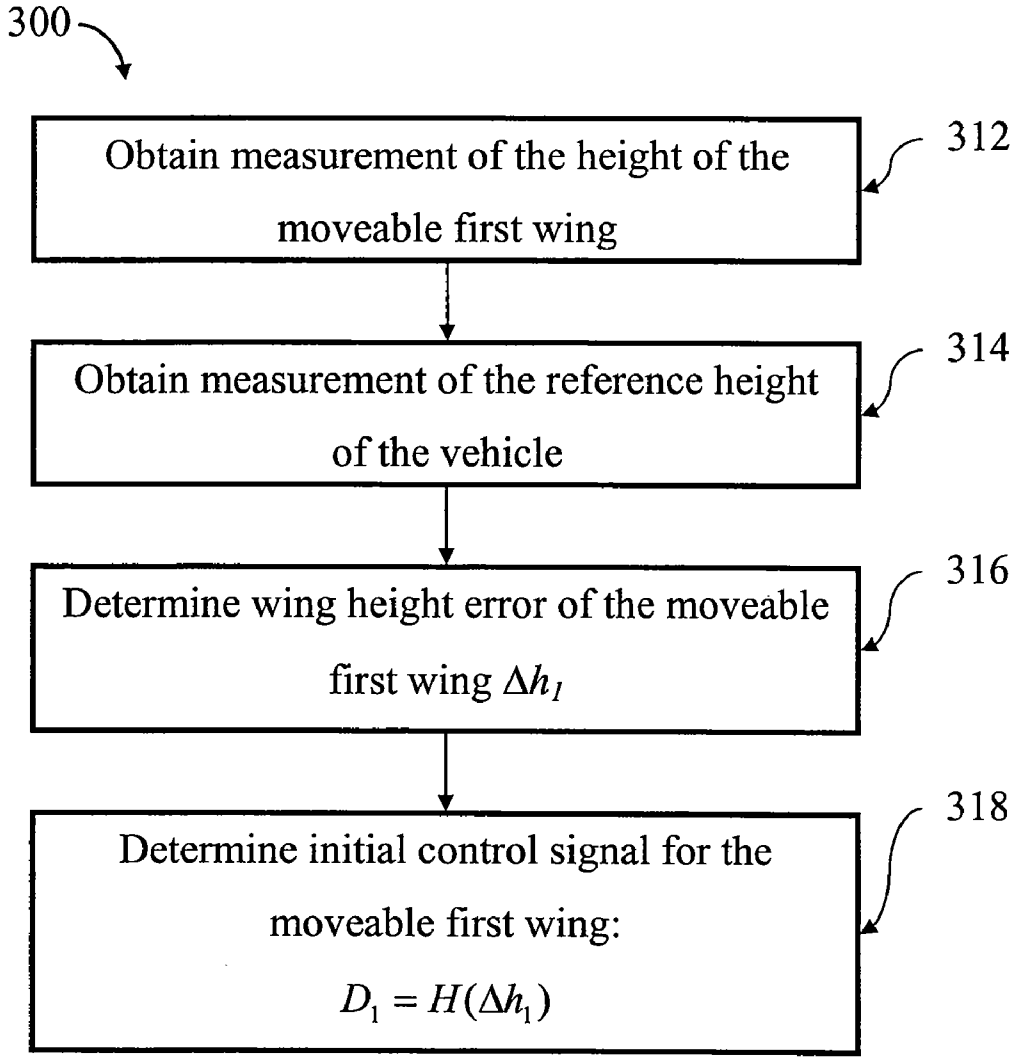 300
Obtain measurement of the height of the
moveable first wing
312
Obtain measurement of the reference height
of the vehicle
314
Determine wing height error of the moveable
first wing Δh₁
316
Determine initial control signal for the
moveable first wing:
D₁ = H(Δh₁)
318